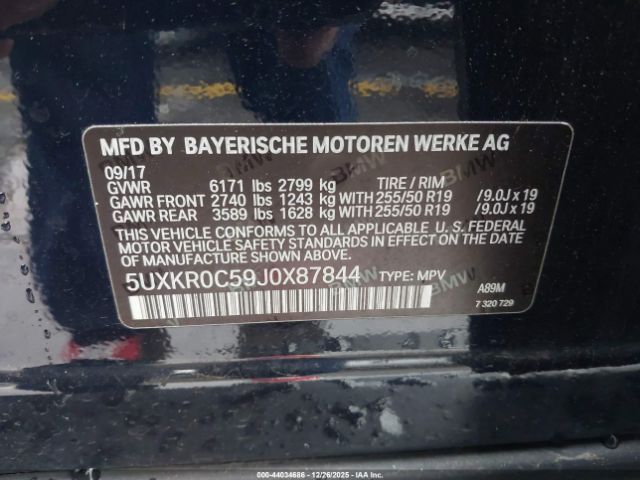 MFD BY BAYERISCHE MOTOREN WERKE AG
09/17
GVWR 6171 lbs 2799 kg TIRE / RIM
GAWR FRONT 2740 lbs 1243 kg WITH 255/50 R19 /9.0J x 19
GAWR REAR 3589 lbs 1628 kg WITH 255/50 R19 /9.0J x 19
THIS VEHICLE CONFORMS TO ALL APPLICABLE U. S. FEDERAL
MOTOR VEHICLE SAFETY STANDARDS IN EFFECT ON THE
DATE OF MANUFACTURE SHOWN ABOVE.
5UXKR0C59J0X87844 TYPE: MPV
A89M
7 320 729
000-44034686 - 12/26/2025 - COPYRIGHT IAA, LLC.